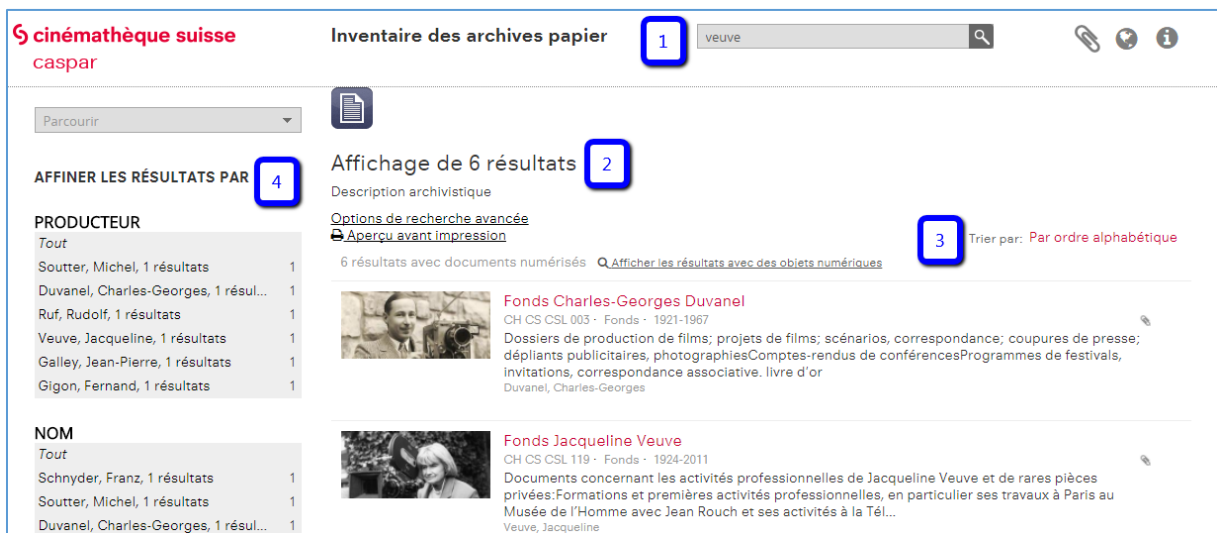 cinémathèque suisse
caspar
Inventaire des archives papier
1
veuve
Parcourir
AFFINER LES RÉSULTATS PAR
4
PRODUCTEUR
Tout
Soutter, Michel, 1 résultats 1
Duvanel, Charles-Georges, 1 résul... 1
Ruf, Rudolf, 1 résultats 1
Veuve, Jacqueline, 1 résultats 1
Galley, Jean-Pierre, 1 résultats 1
Gigon, Fernand, 1 résultats 1
NOM
Tout
Schnyder, Franz, 1 résultats 1
Soutter, Michel, 1 résultats 1
Duvanel, Charles-Georges, 1 résul... 1
Affichage de 6 résultats
2
Description archivistique
Options de recherche avancée
Aperçu avant impression
3
Trier par: Par ordre alphabétique
6 résultats avec documents numérisés Afficher les résultats avec des objets numériques
Fonds Charles-Georges Duvanel
CH CS CSL 003 · Fonds · 1921-1967
Dossiers de production de films; projets de films; scénarios, correspondance; coupures de presse;
dépliants publicitaires, photographiesComptes-rendus de conférencesProgrammes de festivals,
invitations, correspondance associative. livre d'or
Duvanel, Charles-Georges
Fonds Jacqueline Veuve
CH CS CSL 119 · Fonds · 1924-2011
Documents concernant les activités professionnelles de Jacqueline Veuve et de rares pièces
privées:Formations et premières activités professionnelles, en particulier ses travaux à Paris au
Musée de l'Homme avec Jean Rouch et ses activités à la Tél...
Veuve, Jacqueline